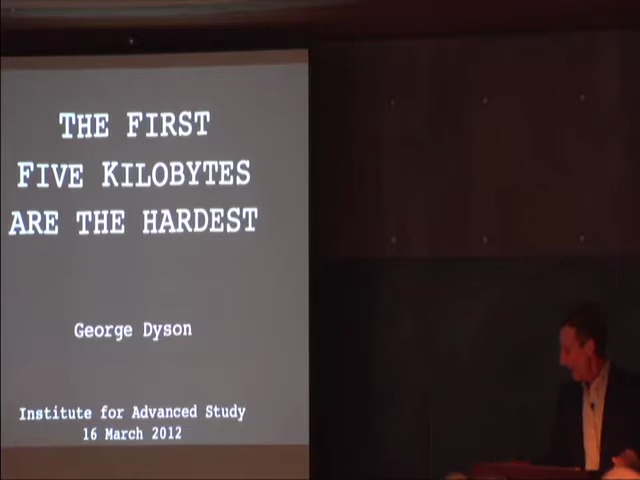 THE FIRST
FIVE KILOBYTES
ARE THE HARDEST
George Dyson
Institute for Advanced Study
16 March 2012